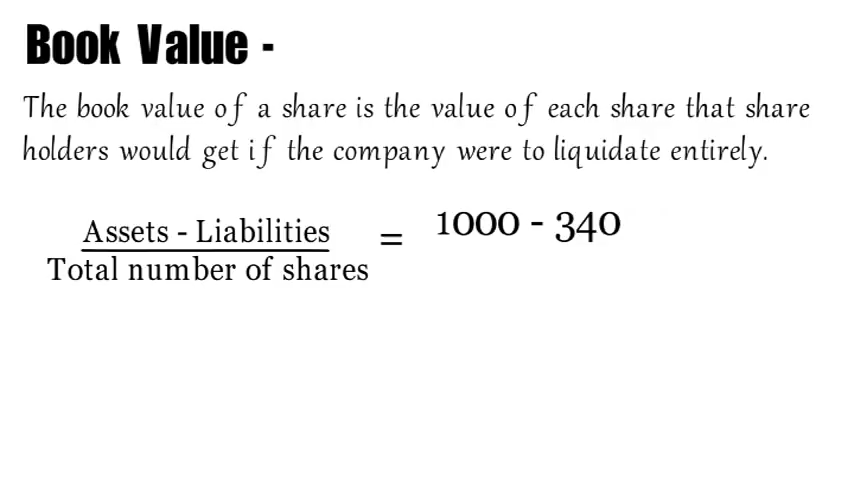 Book Value -
The book value of a share is the value of each share that share
holders would get if the company were to liquidate entirely.
Assets - Liabilities
Total number of shares
= 1000 - 340